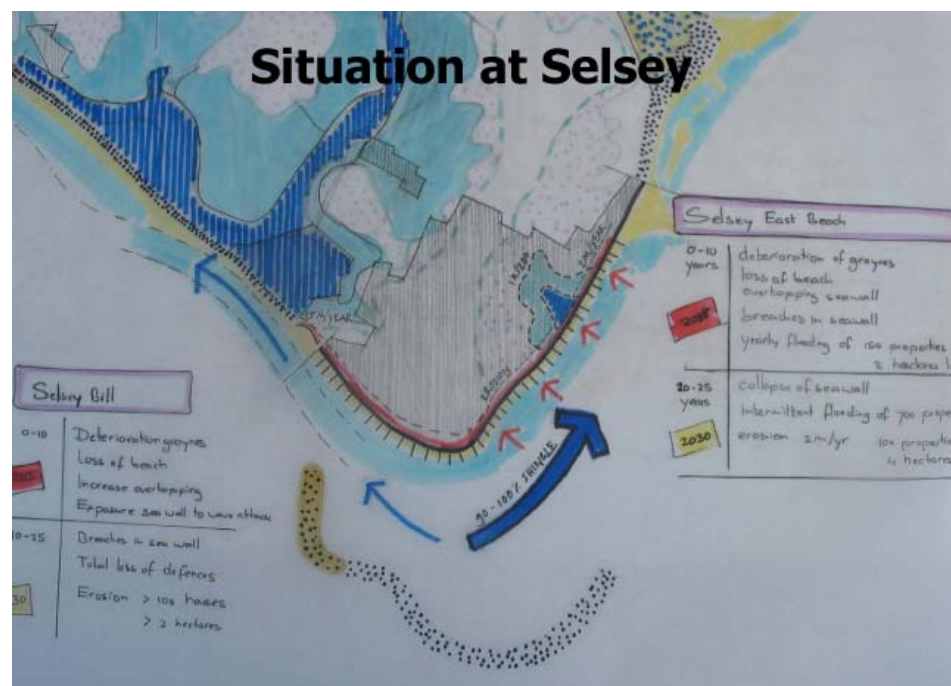 Situation at Selsey
Selsey East Beach
0-10 years
deterioration of groynes
loss of beach
overtopping seawall
breaches in seawall
yearly flooding of 150 properties
2 hectares
20-25 years
collapse of seawall
Intermittent flooding of 700
2030
erosion 2m/yr 100
hectares
1M/YEAR
EROSION
90-100% SHINGLE
Selsey Bill
0-10
Deterioration groynes
Loss of beach
Increase overtopping
Exposure sea wall to wave attack
10-25
Breaches in sea wall
Total loss of defences
Erosion > 100 houses
> 2 hectares